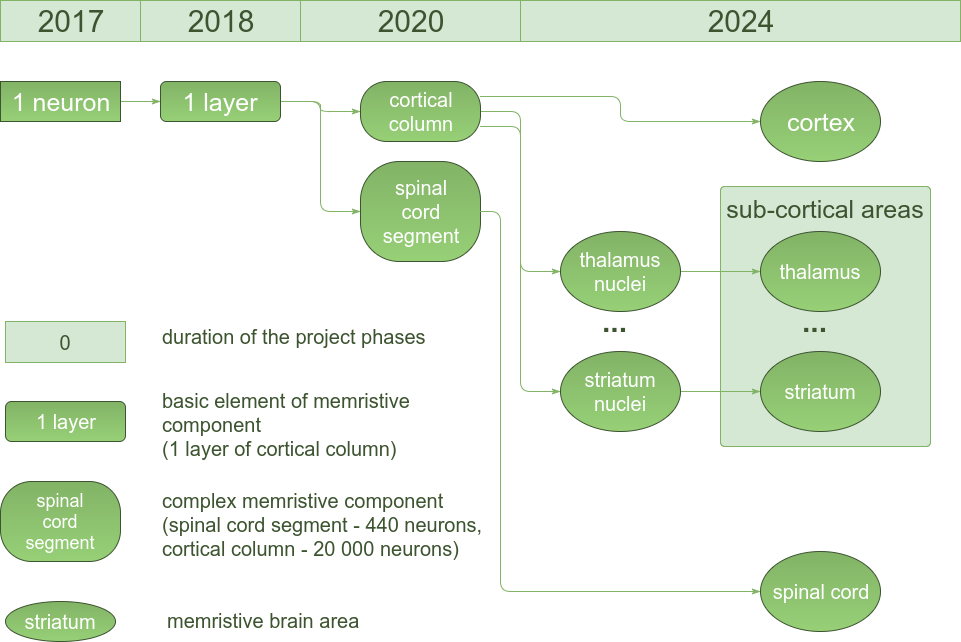 2017
2018
2020
2024
1 neuron
1 layer
cortical
column
cortex
spinal
cord
segment
sub-cortical areas
thalamus
nuclei
thalamus
...
...
striatum
nuclei
striatum
0
duration of the project phases
1 layer
basic element of memristive
component
(1 layer of cortical column)
spinal
cord
segment
complex memristive component
(spinal cord segment - 440 neurons,
cortical column - 20 000 neurons)
spinal cord
striatum
memristive brain area